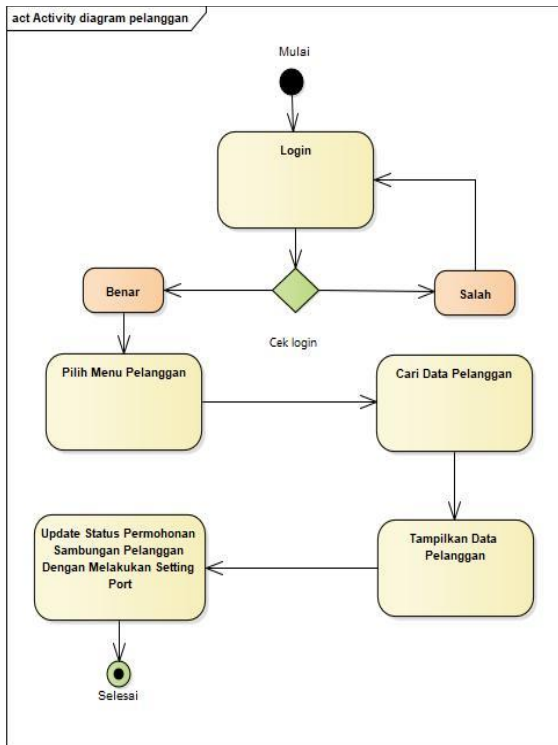 act Activity diagram pelanggan
Mulai
Login
Benar
Salah
Cek login
Pilih Menu Pelanggan
Cari Data Pelanggan
Update Status Permohonan
Sambungan Pelanggan
Dengan Melakukan Setting
Port
Tampilkan Data
Pelanggan
Selesai